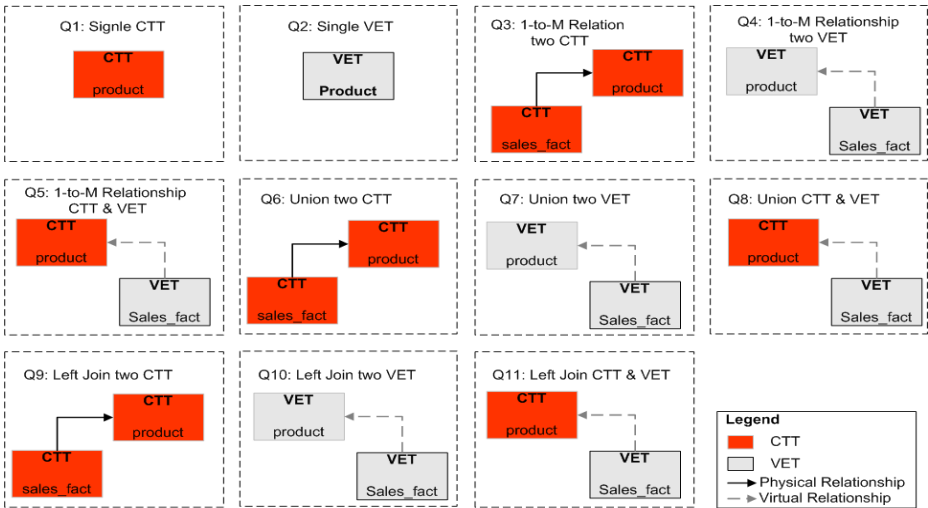 Q1: Signle CTT
CTT
product
Q2: Single VET
VET
Product
Q3: 1-to-M Relation
two CTT
CTT
product
CTT
sales_fact
Q4: 1-to-M Relationship
two VET
VET
product
VET
Sales_fact
Q5: 1-to-M Relationship
CTT & VET
CTT
product
VET
Sales_fact
Q6: Union two CTT
CTT
product
CTT
sales_fact
Q7: Union two VET
VET
product
VET
Sales_fact
Q8: Union CTT & VET
CTT
product
VET
Sales_fact
Q9: Left Join two CTT
CTT
product
CTT
sales_fact
Q10: Left Join two VET
VET
product
VET
Sales_fact
Q11: Left Join CTT & VET
CTT
product
VET
Sales_fact
Legend
CTT
VET
Physical Relationship
Virtual Relationship